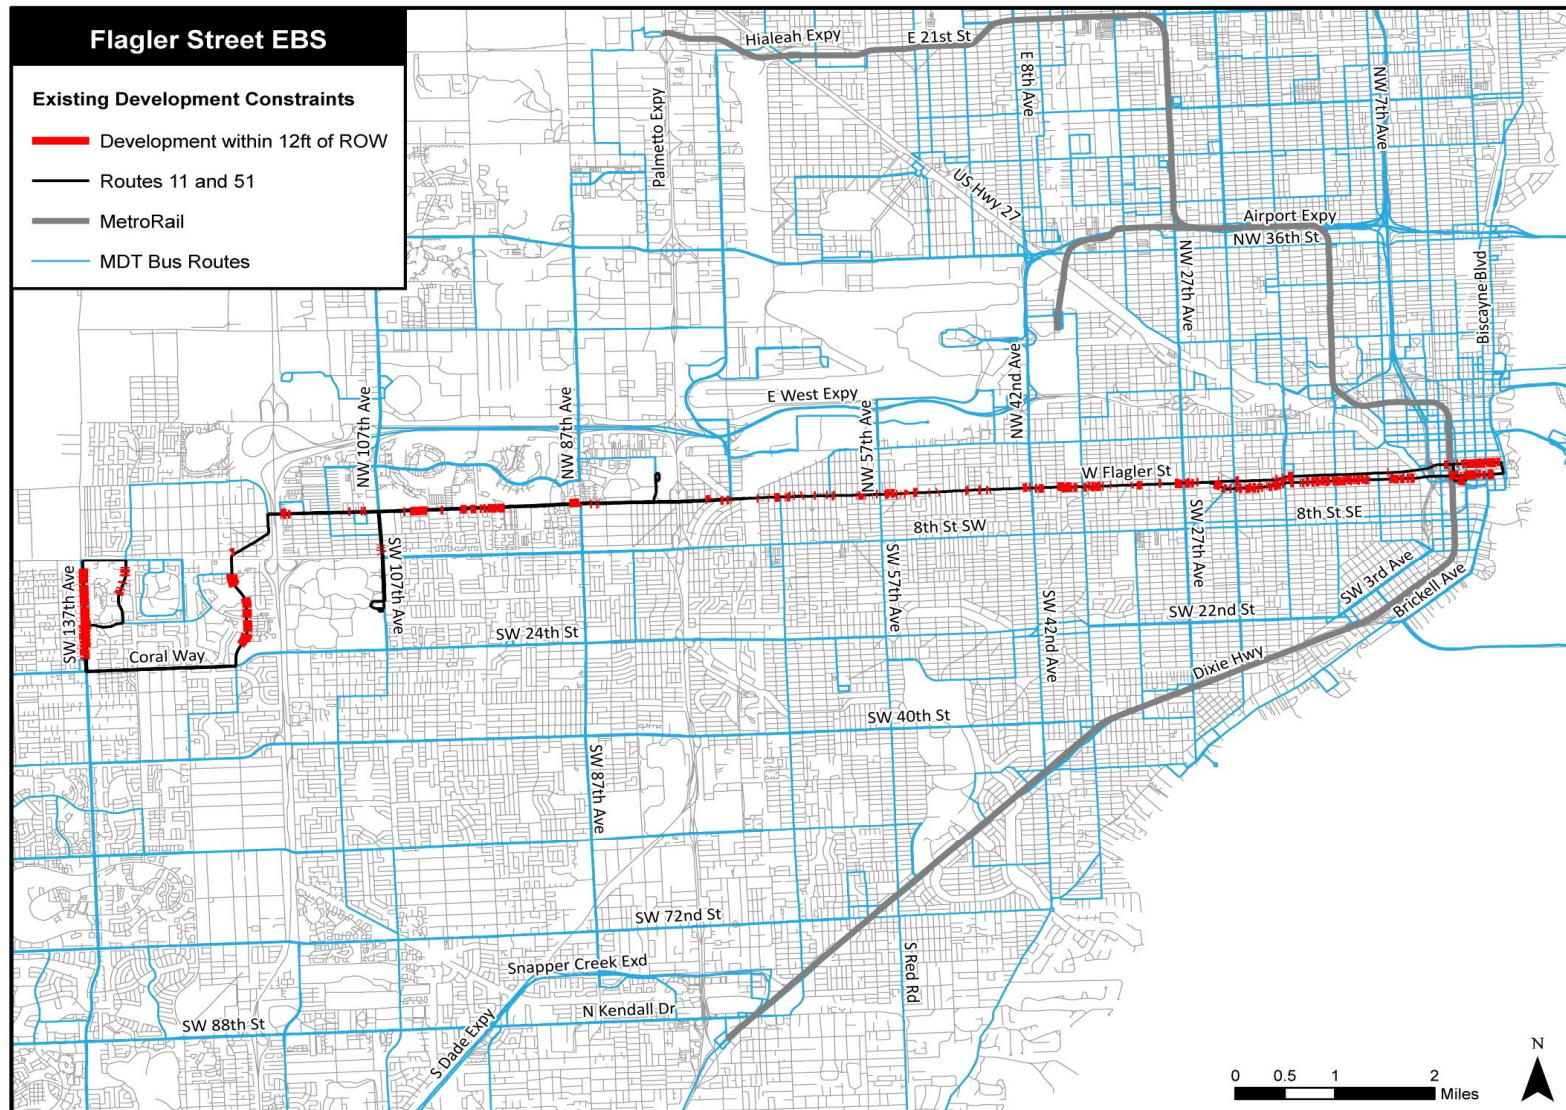 Flagler Street EBS
Existing Development Constraints
Development within 12ft of ROW
Routes 11 and 51
MetroRail
MDT Bus Routes
Hialeah Expy
E 21st St
E 8th Ave
NW 7th Ave
Palmetto Expy
US Hwy 27
Airport Expy
NW 36th St
NW 27th Ave
Biscayne Blvd
NW 107th Ave
NW 87th Ave
E West Expy
NW 57th Ave
NW 42nd Ave
W Flagler St
8th St SW
8th St SE
SW 137th Ave
SW 107th Ave
SW 57th Ave
SW 27th Ave
SW 3rd Ave
Brickell Ave
SW 22nd St
SW 24th St
SW 42nd Ave
Coral Way
Dixie Hwy
SW 40th St
SW 87th Ave
SW 72nd St
S Red Rd
Snapper Creek Exd
N Kendall Dr
SW 88th St
S Dade Expy
N
0 0.5 1 2
Miles